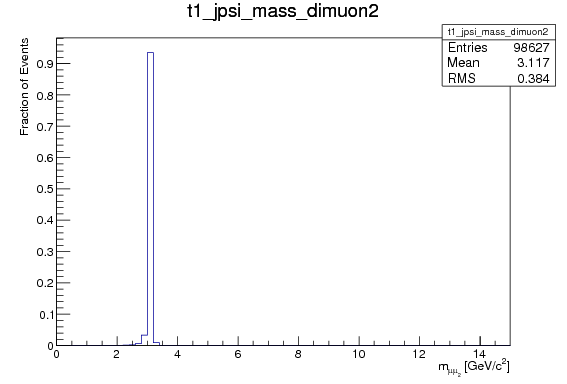 t1_jpsi_mass_dimuon2
t1_jpsi_mass_dimuon2
Entries 98627
Mean 3.117
RMS 0.384
Fraction of Events
0.9
0.8
0.7
0.6
0.5
0.4
0.3
0.2
0.1
0
0 2 4 6 8 10 12 14
mμμ2 [GeV/c²]